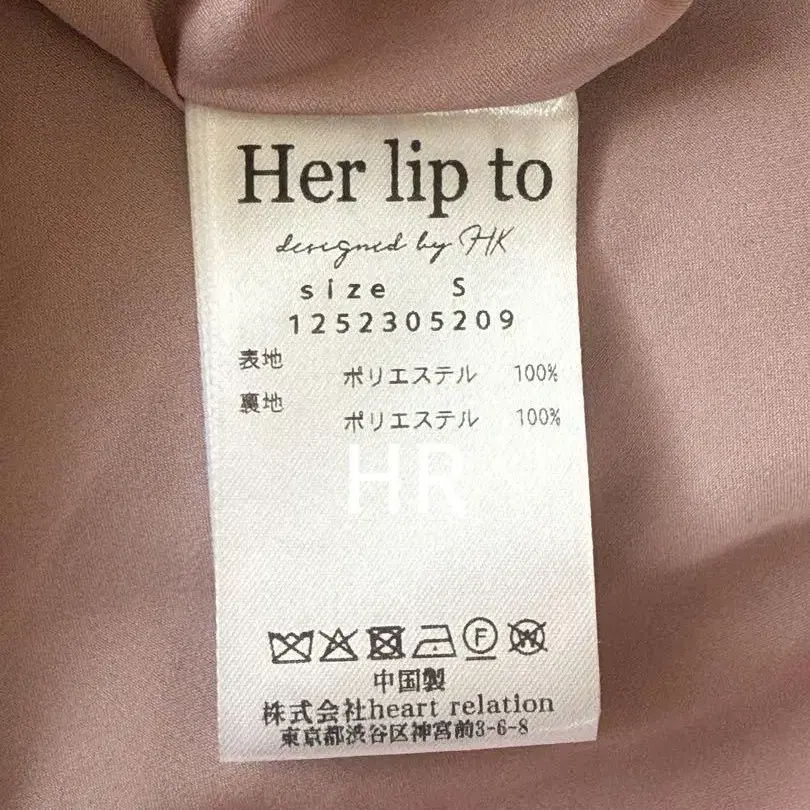 Her lip to
designed by HK
size S
1252305209
表地 ポリエステル 100%
裏地 ポリエステル 100%
HR
F W
中国製
株式会社heart relation
東京都渋谷区神宮前3-6-8